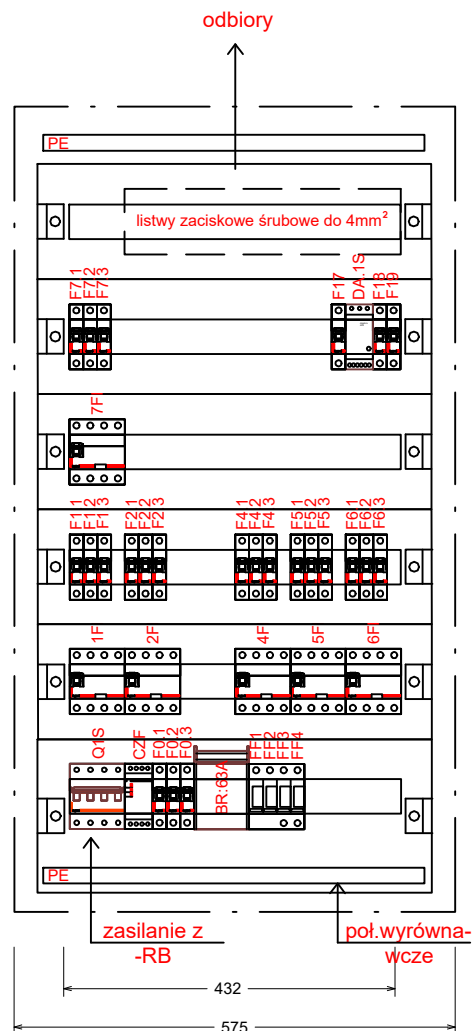 odbiory
PE
listwy zaciskowe śrubowe do 4mm²
F7.1
F7.2
F7.3
F17
DA.1S
F18
F19
7F
F1.1
F1.2
F1.3
F2.1
F2.2
F2.3
F4.1
F4.2
F4.3
F5.1
F5.2
F5.3
F6.1
F6.2
F6.3
1F
2F
4F
5F
6F
Q1S
CZF
F0.1
F0.2
F0.3
BR:63A
FF1
FF2
FF3
FF4
PE
zasilanie z
-RB
poł.wyrówna-
wcze
432
575